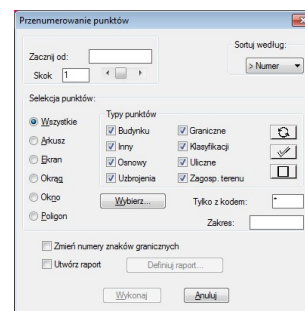 Przenumerowanie punktów
Zacznij od:
Skok 1
Sortuj według:
> Numer
Selekcja punktów:
Wszystkie
Arkusz
Ekran
Okrąg
Okno
Poligon
Typy punktów
Budynku Graniczne
Inny Klasyfikacji
Osnowy Uliczne
Uzbrojenia Zagosp. terenu
Wybierz... Tylko z kodem: *
Zakres:
Zmień numery znaków granicznych
Utwórz raport Definiuj raport...
Wykonaj Anuluj